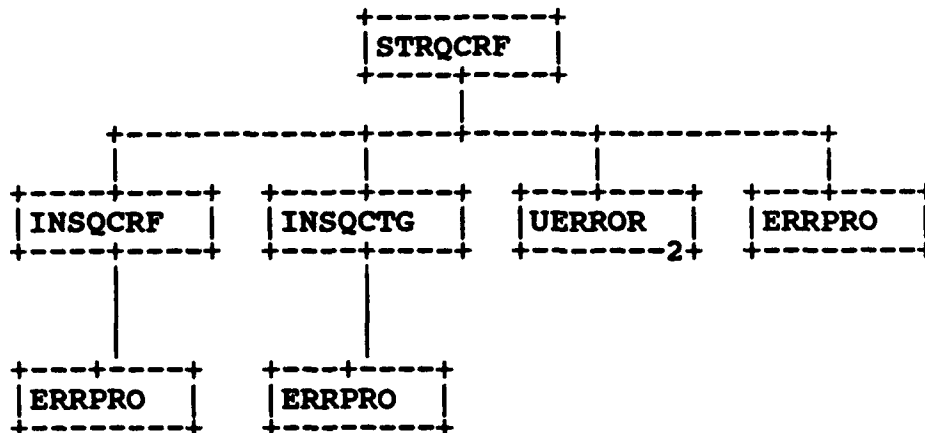 STRQCRF
INSQCRF INSQCTG UERROR ERRPRO
2
ERRPRO ERRPRO